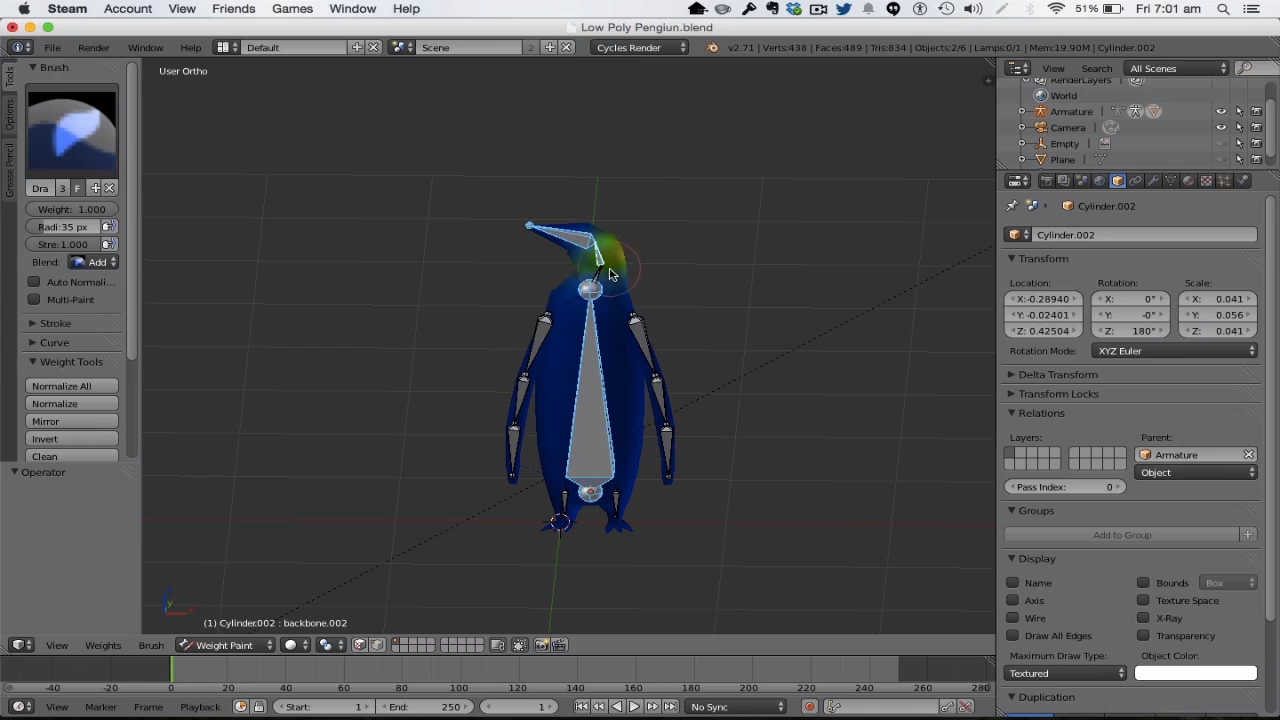 Steam Account View Friends Games Window Help 51% Fri 7:01 am
Low Poly Pengiun.blend
File Render Window Help Default Scene 2 Cycles Render v2.71 | Verts:438 | Faces:489 | Tris:834 | Objects:2/6 | Lamps:0/1 | Mem:19.90M | Cylinder.002
Brush
User Ortho
View Search All Scenes
RenderLayers
World
Armature
Camera
Empty
Plane
Tools
Options
Grease Pencil
Dra 3 F
Weight: 1.000
Radi:35 px
Stre:1.000
Blend: Add
Auto Normali...
Multi-Paint
Stroke
Curve
Weight Tools
Normalize All
Normalize
Mirror
Invert
Clean
Operator
Cylinder.002
Cylinder.002
Transform
Location: Rotation: Scale:
X:-0.28940 X: 0° X: 0.041
Y:-0.02401 Y: -0° Y: 0.056
Z: 0.42504 Z: 180° Z: 0.041
Rotation Mode: XYZ Euler
Delta Transform
Transform Locks
Relations
Layers: Parent:
Armature
Object
Pass Index: 0
Groups
Add to Group
Display
Name Bounds Box
Axis Texture Space
Wire X-Ray
Draw All Edges Transparency
Maximum Draw Type: Object Color:
Textured
Duplication
(1) Cylinder.002 : backbone.002
View Weights Brush Weight Paint
-40 -20 0 20 40 60 80 100 120 140 160 180 200 220 240 260 280
View Marker Frame Playback Start: 1 End: 250 1 No Sync